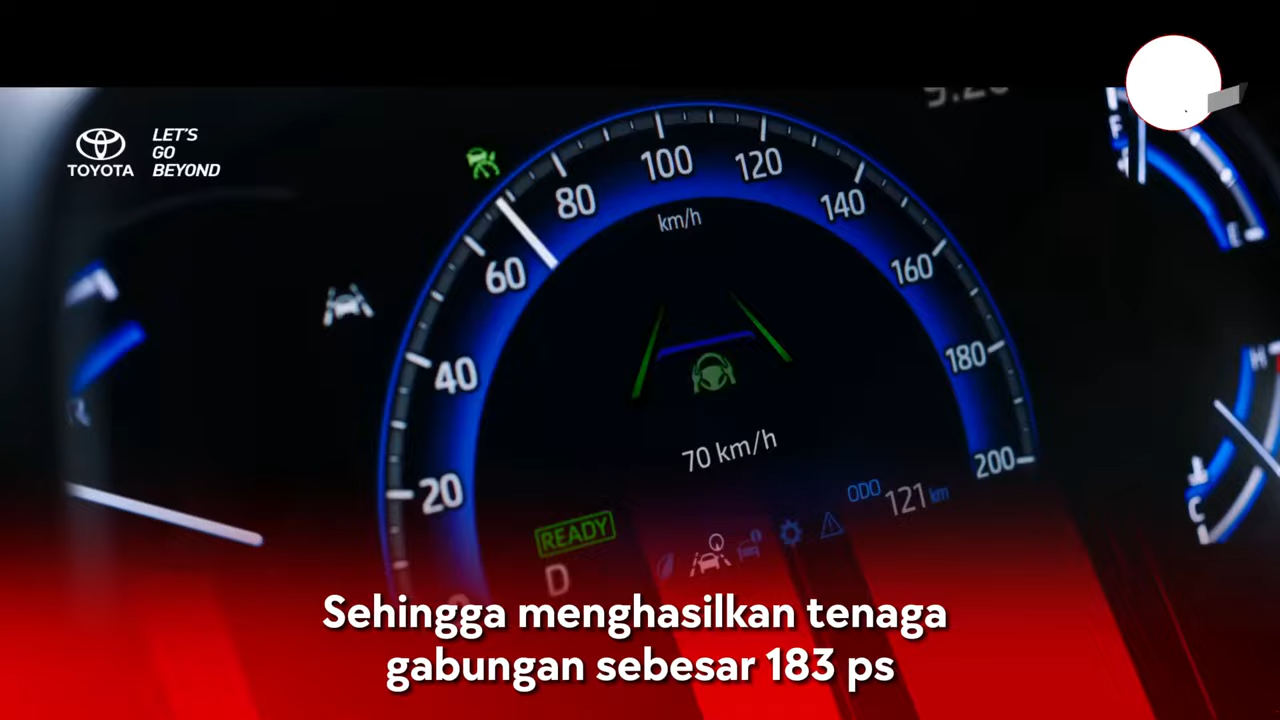 TOYOTA
LET'S
GO
BEYOND
100
120
80
140
km/h
60
160
40
180
20
200
70 km/h
ODO 121 km
READY
D
E
H
C
Sehingga menghasilkan tenaga
gabungan sebesar 183 ps